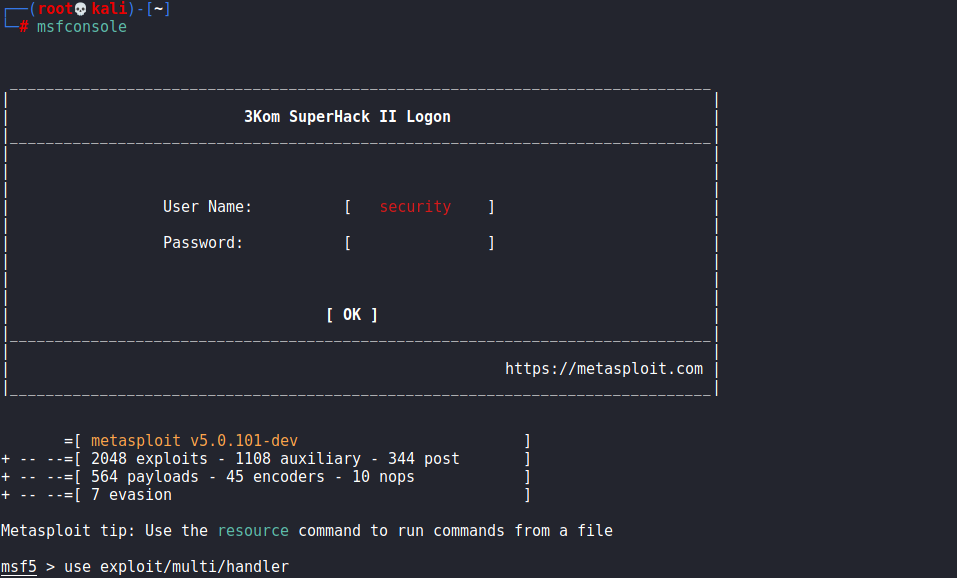 ┌──(root💀kali)-[~]
└─# msfconsole
3Kom SuperHack II Logon
User Name: [ security ]
Password: [ ]
[ OK ]
https://metasploit.com
=[ metasploit v5.0.101-dev ]
+ -- --=[ 2048 exploits - 1108 auxiliary - 344 post ]
+ -- --=[ 564 payloads - 45 encoders - 10 nops ]
+ -- --=[ 7 evasion ]
Metasploit tip: Use the resource command to run commands from a file
msf5 > use exploit/multi/handler